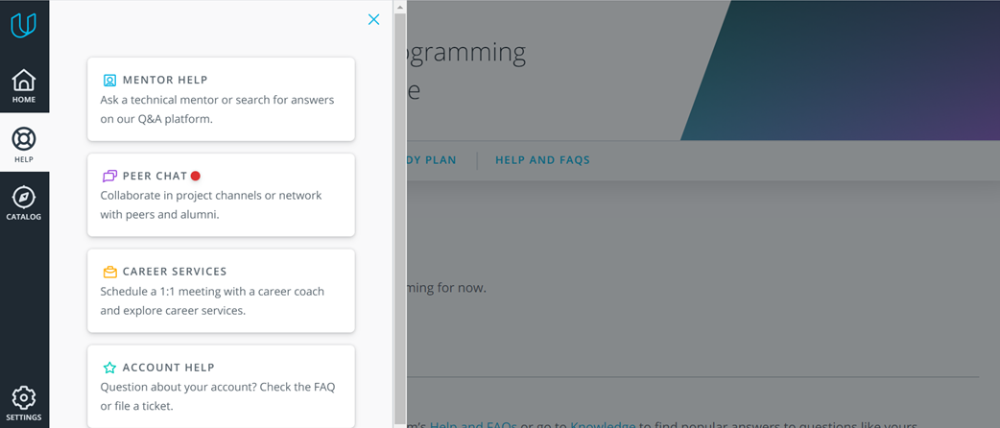 HOME
HELP
CATALOG
SETTINGS
MENTOR HELP
Ask a technical mentor or search for answers
on our Q&A platform.
PEER CHAT
Collaborate in project channels or network
with peers and alumni.
CAREER SERVICES
Schedule a 1:1 meeting with a career coach
and explore career services.
ACCOUNT HELP
Question about your account? Check the FAQ
or file a ticket.
ogramming
e
DY PLAN
HELP AND FAQS
ming for now.
m's Help and FAQs or go to Knowledge to find popular answers to questions like yours